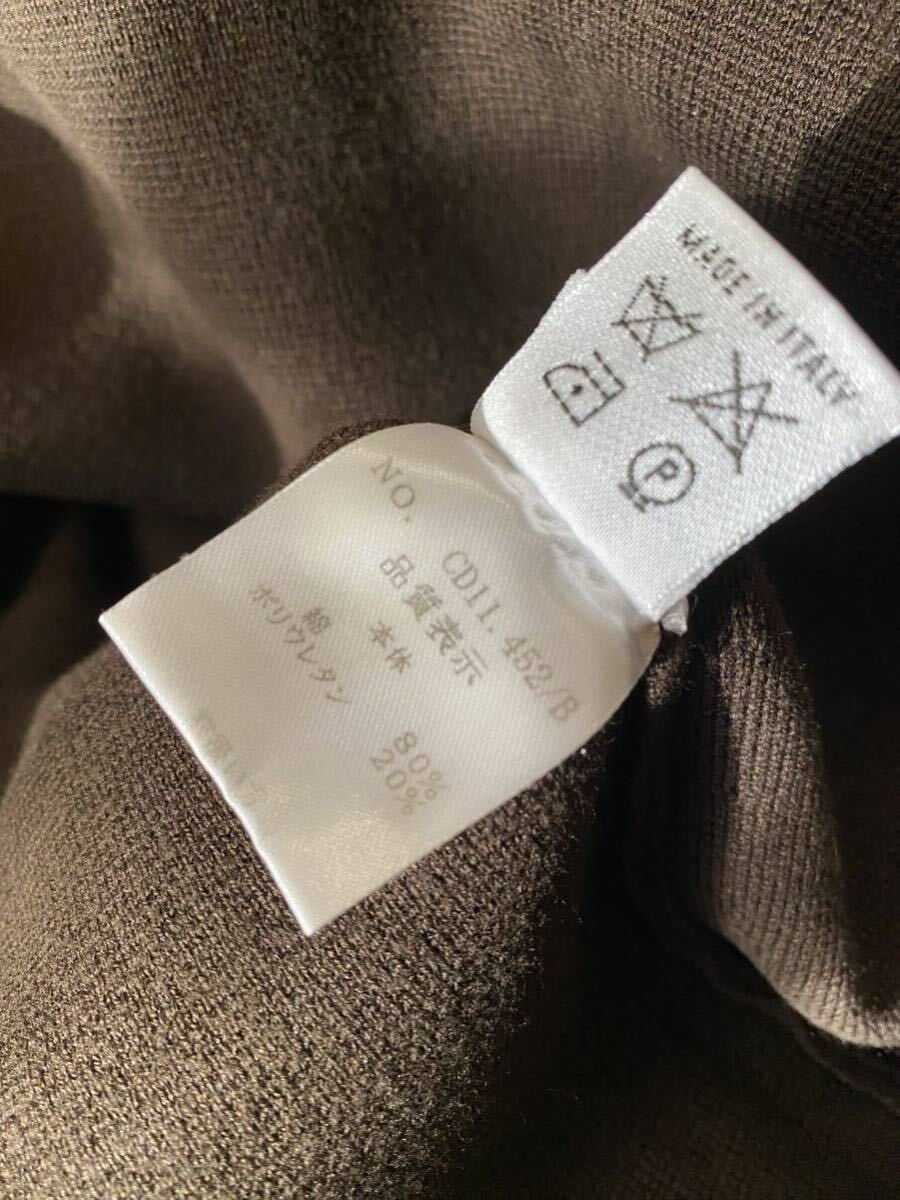 MADE IN ITALY
P
NO. CD11.452/B
品質表示
本体
綿 80%
ポリウレタン 20%